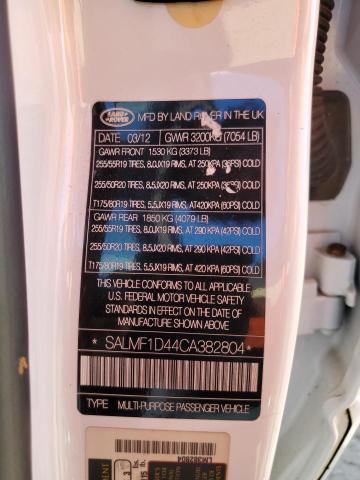 LAND ROVER
MFD BY LAND ROVER IN THE UK
DATE 03/12 GVWR 3200KG (7054 LB)
GAWR FRONT 1530 KG (3373 LB)
255/55R19 TIRES, 8.0JX19 RIMS, AT 250KPA (36PSI) COLD
255/50R20 TIRES, 8.5JX20 RIMS, AT 250KPA (36PSI) COLD
T175/80R19 TIRES, 5.5JX19 RIMS, AT 420KPA (60PSI) COLD
GAWR REAR 1850 KG (4079 LB)
255/55R19 TIRES, 8.0JX19 RIMS, AT 290 KPA (42PSI) COLD
255/50R20 TIRES, 8.5JX20 RIMS, AT 290 KPA (42PSI) COLD
T175/80R19 TIRES, 5.5JX19 RIMS, AT 420 KPA (60PSI) COLD
THIS VEHICLE CONFORMS TO ALL APPLICABLE
U.S. FEDERAL MOTOR VEHICLE SAFETY
STANDARDS IN EFFECT ON THE DATE OF
MANUFACTURE SHOWN ABOVE.
* SALMF1D44CA382804 *
TYPE MULTI-PURPOSE PASSENGER VEHICLE